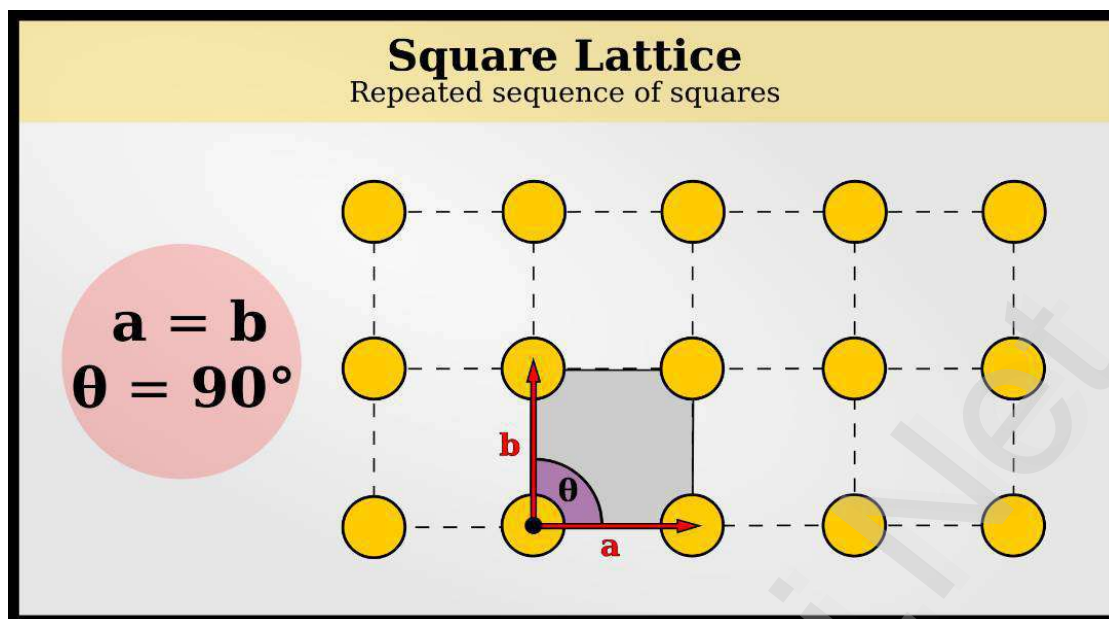 Square Lattice
Repeated sequence of squares
a = b
θ = 90°
b
θ
a